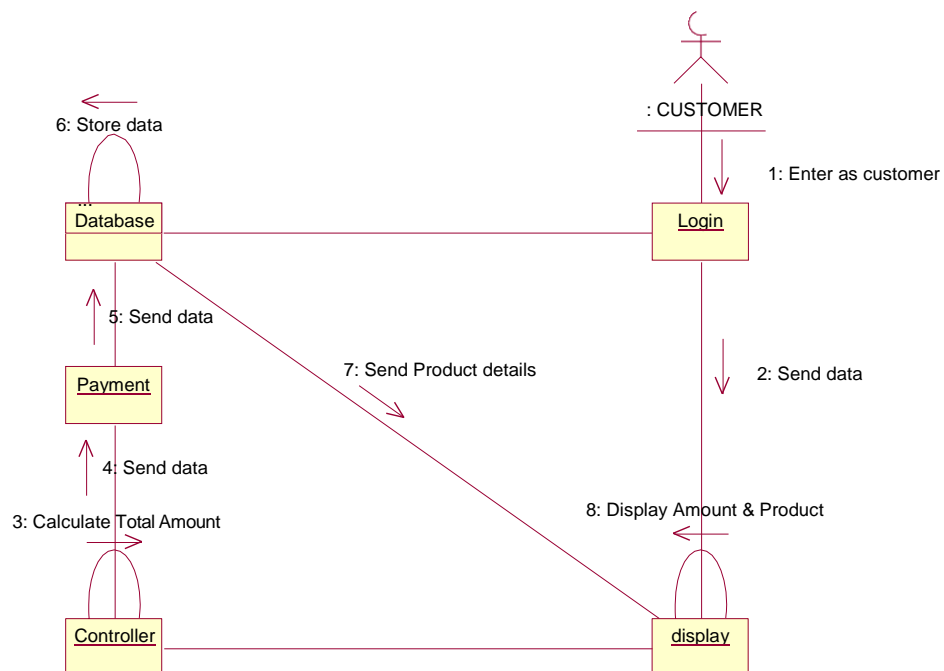 6: Store data
: CUSTOMER
1: Enter as customer
...
Database
Login
5: Send data
7: Send Product details
2: Send data
Payment
4: Send data
3: Calculate Total Amount
8: Display Amount & Product
Controller
display